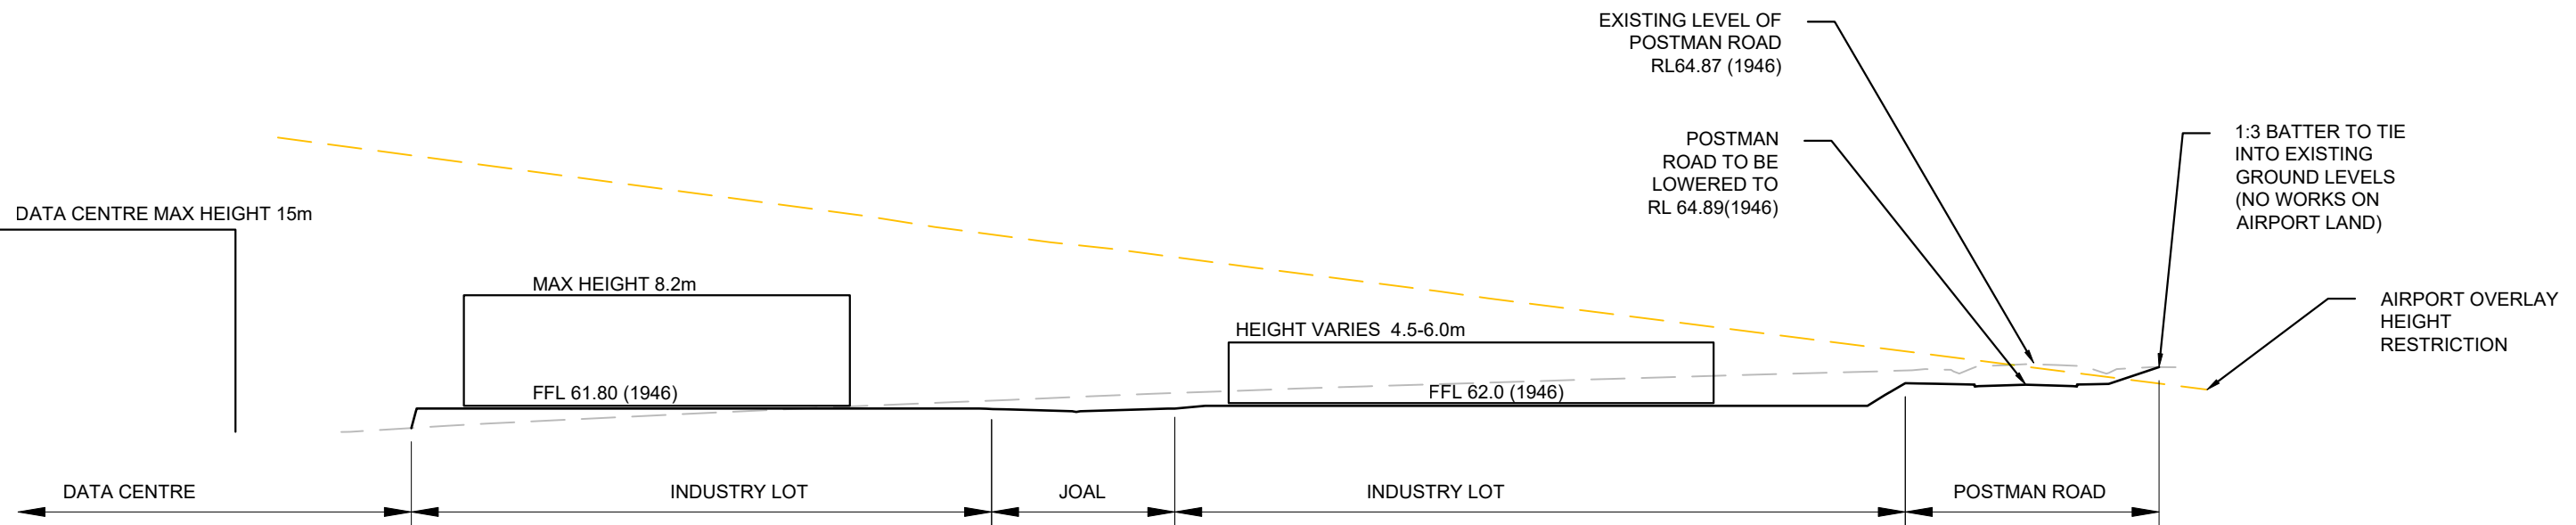 EXISTING LEVEL OF
POSTMAN ROAD
RL64.87 (1946)
POSTMAN
ROAD TO BE
LOWERED TO
RL 64.89(1946)
1:3 BATTER TO TIE
INTO EXISTING
GROUND LEVELS
(NO WORKS ON
AIRPORT LAND)
DATA CENTRE MAX HEIGHT 15m
MAX HEIGHT 8.2m
HEIGHT VARIES 4.5-6.0m
AIRPORT OVERLAY
HEIGHT
RESTRICTION
FFL 61.80 (1946)
FFL 62.0 (1946)
DATA CENTRE
INDUSTRY LOT
JOAL
INDUSTRY LOT
POSTMAN ROAD